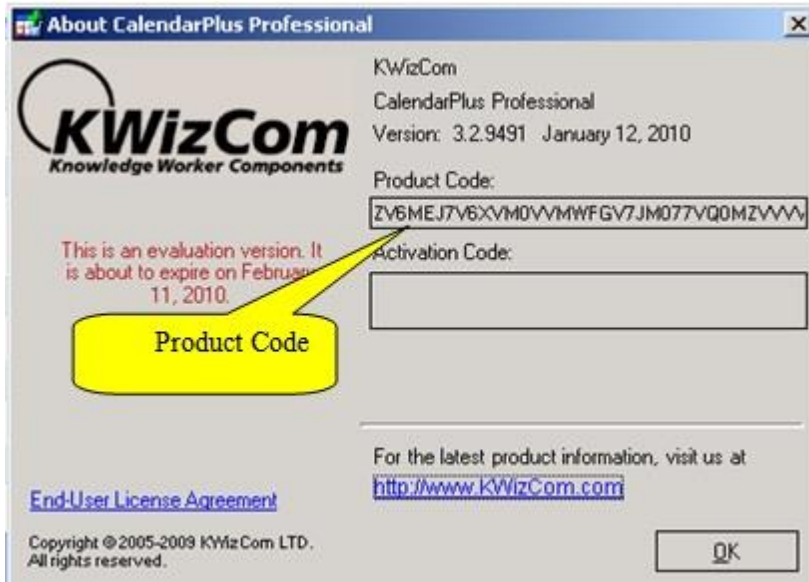 About CalendarPlus Professional
KWizCom
Knowledge Worker Components
KWizCom
CalendarPlus Professional
Version: 3.2.9491 January 12, 2010
Product Code:
This is an evaluation version. It
is about to expire on February
11, 2010.
Product Code
Activation Code:
For the latest product information, visit us at
http://www.KWizCom.com
End-User License Agreement
Copyright © 2005-2009 KWizCom LTD.
All rights reserved.
OK